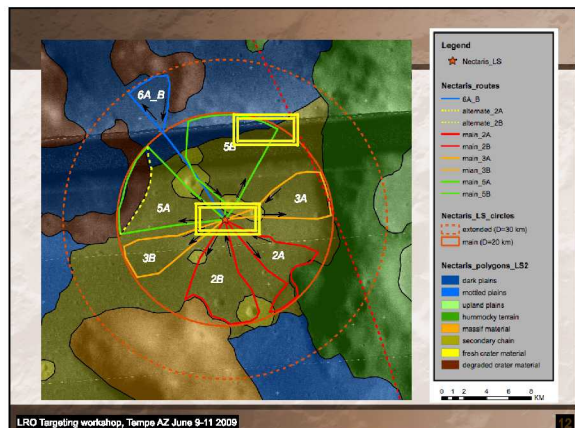 6A_B
5B
3A
5A
3B
2A
2B
Legend
Nectaris_LS
Nectaris_routes
6A_B
alternate_2A
alternate_2B
main_2A
main_2B
main_3A
main_3B
main_5A
main_5B
Nectaris_LS_circles
extended (D=30 km)
main (D=20 km)
Nectaris_polygons_LS2
dark plains
mottled plains
upland plains
hummocky terrain
massif material
secondary chain
fresh crater material
degraded crater material
0 1 2 4 6 8
KM
LRO Targeting workshop, Tempe AZ June 9-11 2009
12